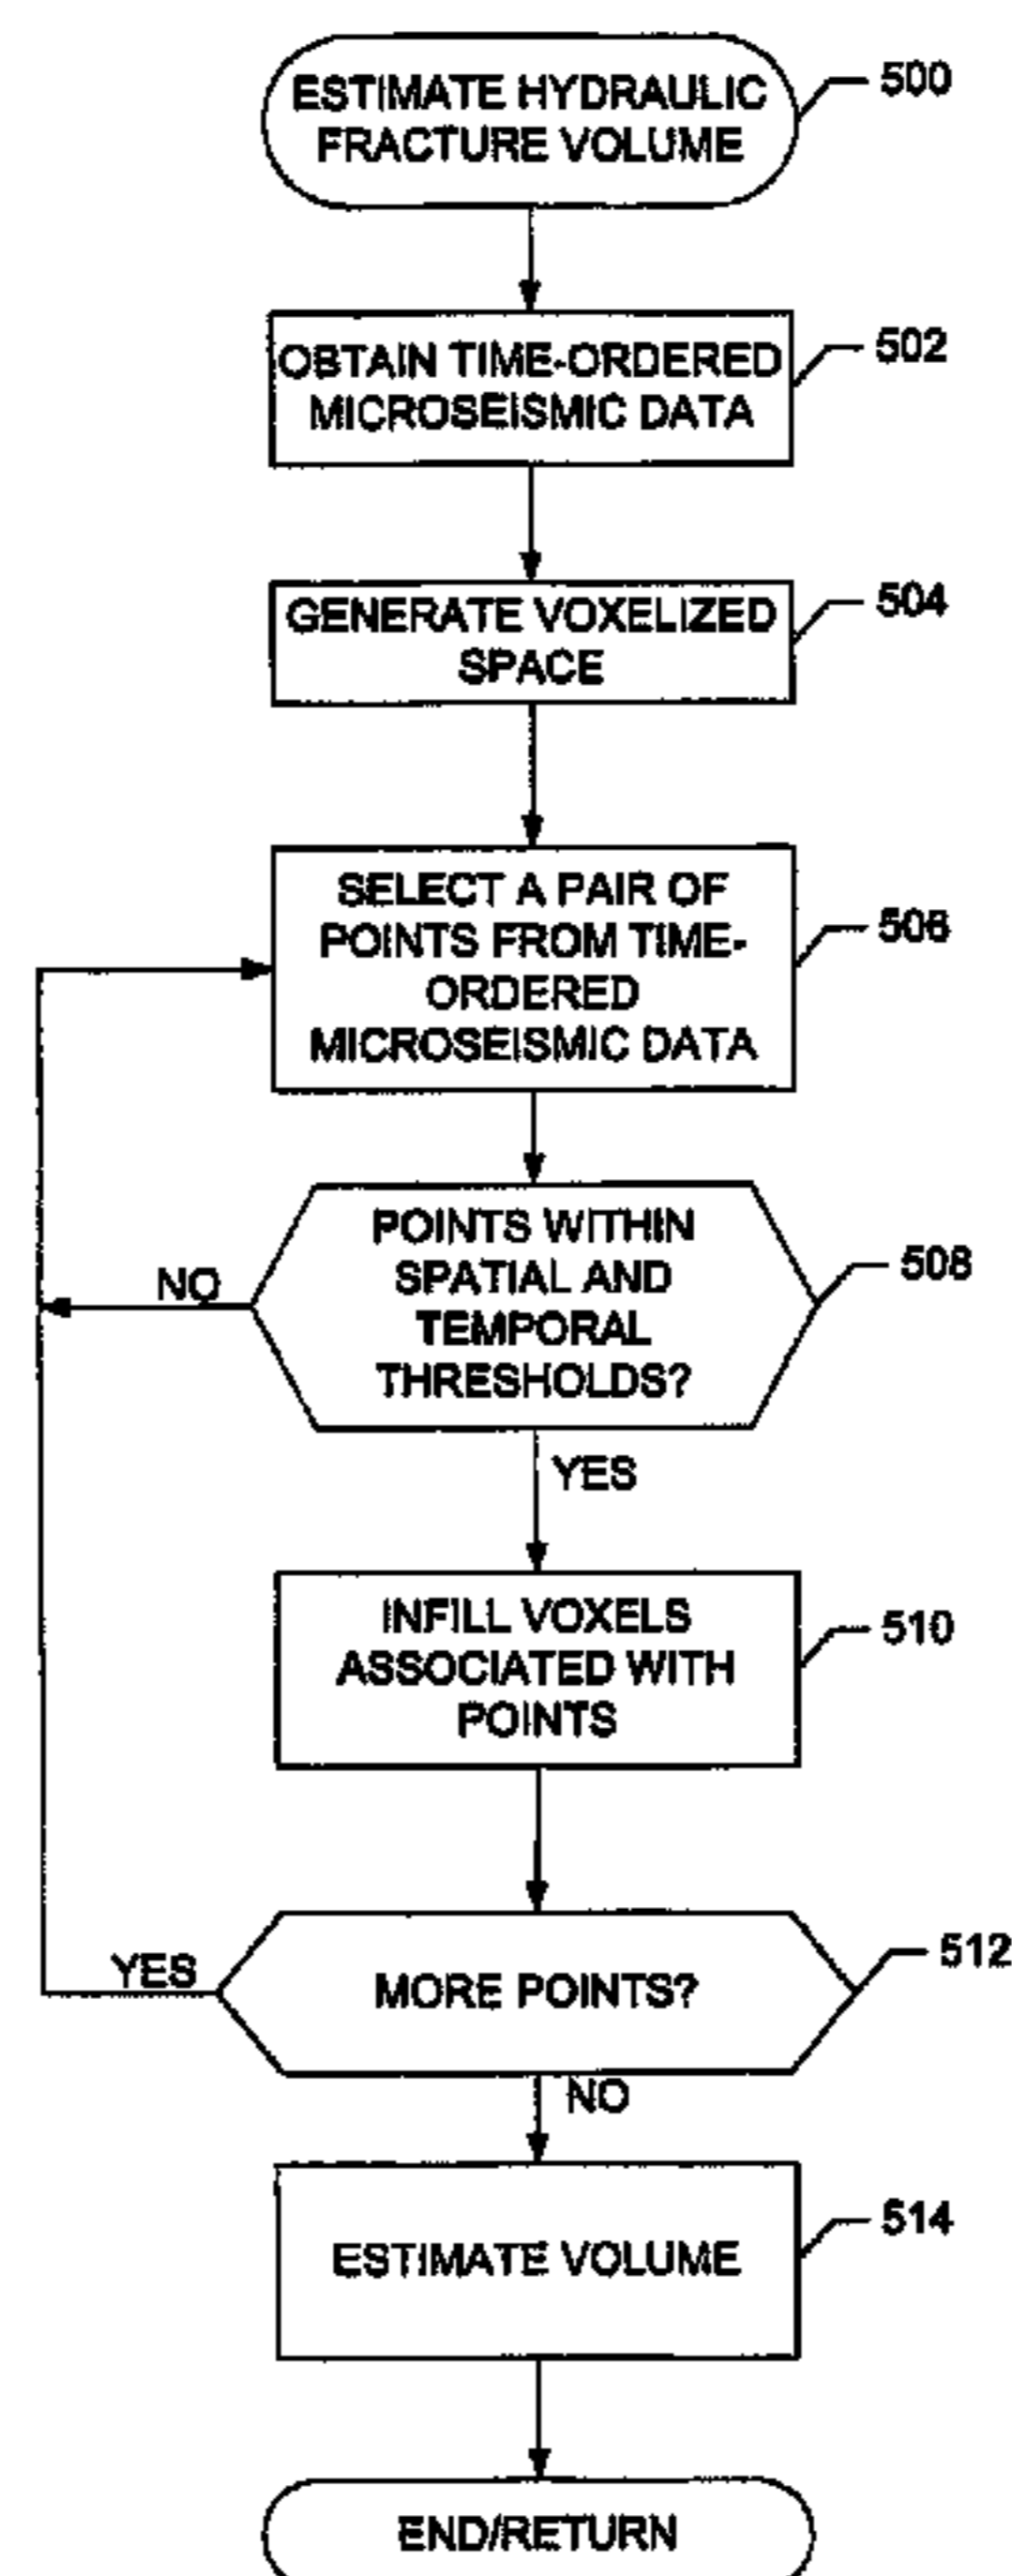 ESTIMATE HYDRAULIC
FRACTURE VOLUME
500
OBTAIN TIME-ORDERED
MICROSEISMIC DATA
502
GENERATE VOXELIZED
SPACE
504
SELECT A PAIR OF
POINTS FROM TIME-
ORDERED
MICROSEISMIC DATA
506
POINTS WITHIN
SPATIAL AND
TEMPORAL
THRESHOLDS?
508
NO
YES
INFILL VOXELS
ASSOCIATED WITH
POINTS
510
MORE POINTS?
512
YES
NO
ESTIMATE VOLUME
514
END/RETURN